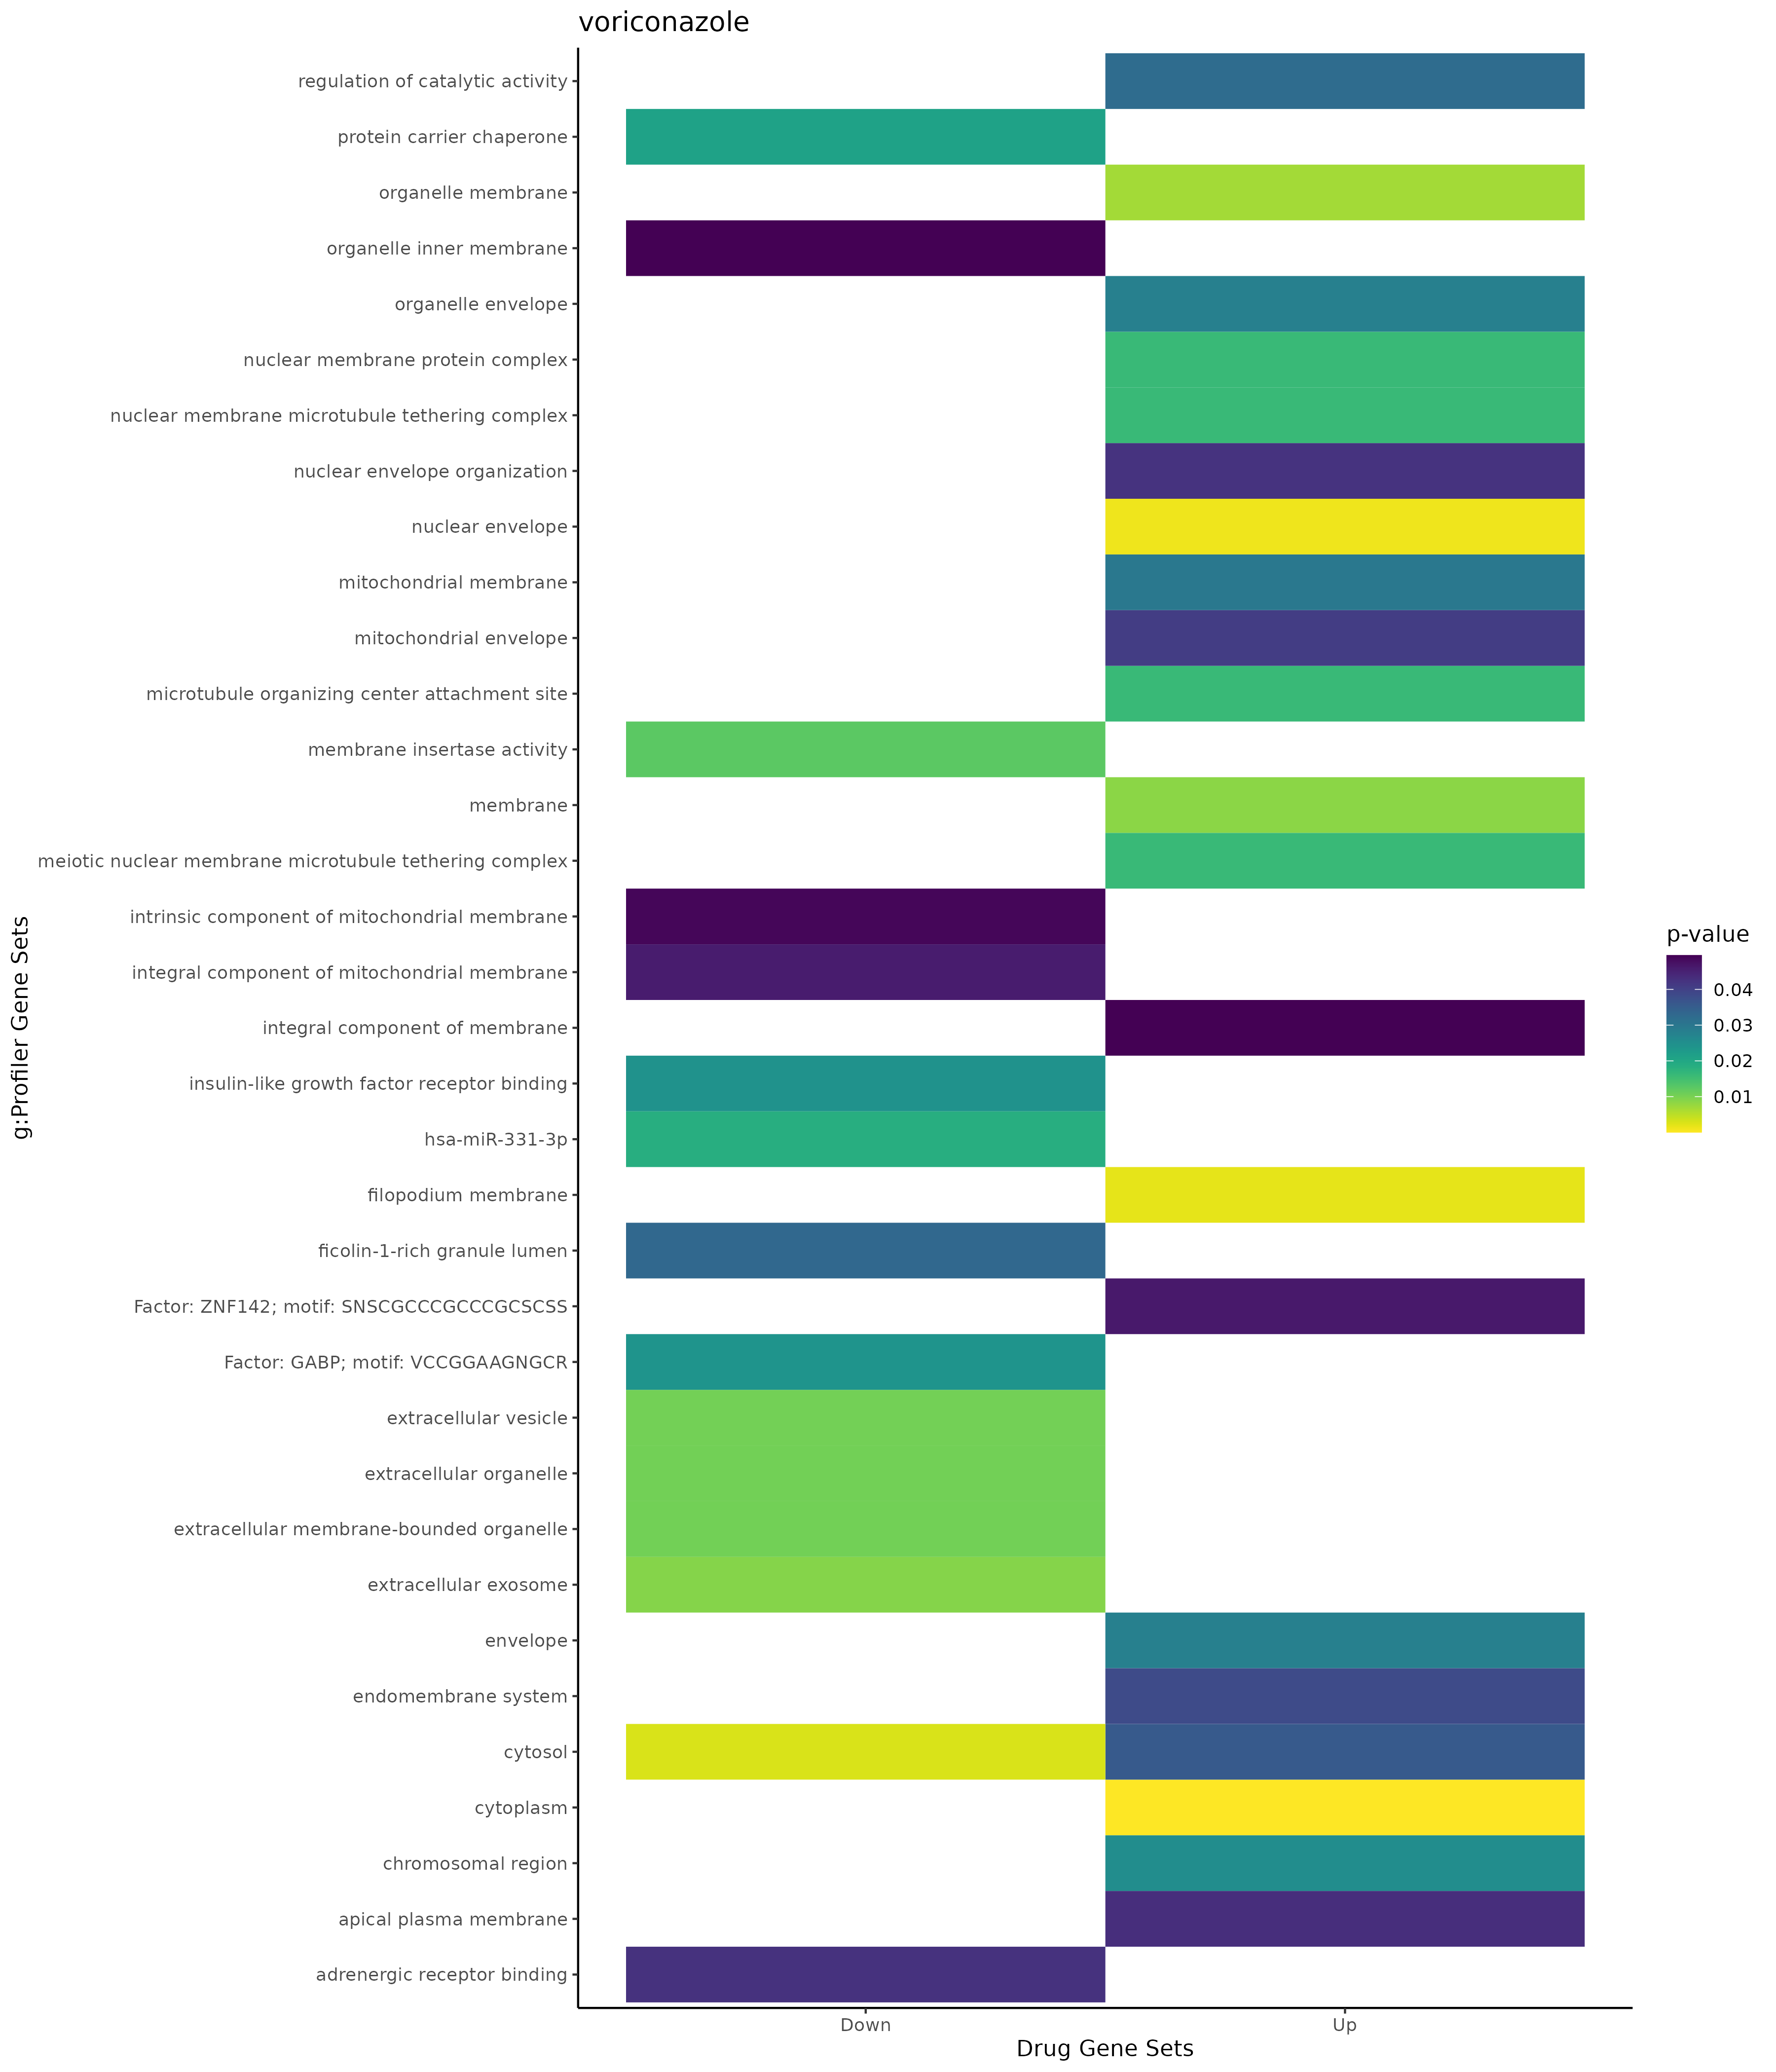 voriconazole
regulation of catalytic activity
protein carrier chaperone
organelle membrane
organelle inner membrane
organelle envelope
nuclear membrane protein complex
nuclear membrane microtubule tethering complex
nuclear envelope organization
nuclear envelope
mitochondrial membrane
mitochondrial envelope
microtubule organizing center attachment site
membrane insertase activity
membrane
meiotic nuclear membrane microtubule tethering complex
intrinsic component of mitochondrial membrane
integral component of mitochondrial membrane
integral component of membrane
insulin-like growth factor receptor binding
hsa-miR-331-3p
filopodium membrane
ficolin-1-rich granule lumen
Factor: ZNF142; motif: SNSCGCCCGCCCGCSCSS
Factor: GABP; motif: VCCGGAAGNGCR
extracellular vesicle
extracellular organelle
extracellular membrane-bounded organelle
extracellular exosome
envelope
endomembrane system
cytosol
cytoplasm
chromosomal region
apical plasma membrane
adrenergic receptor binding
g:Profiler Gene Sets
Down
Up
Drug Gene Sets
p-value
0.04
0.03
0.02
0.01